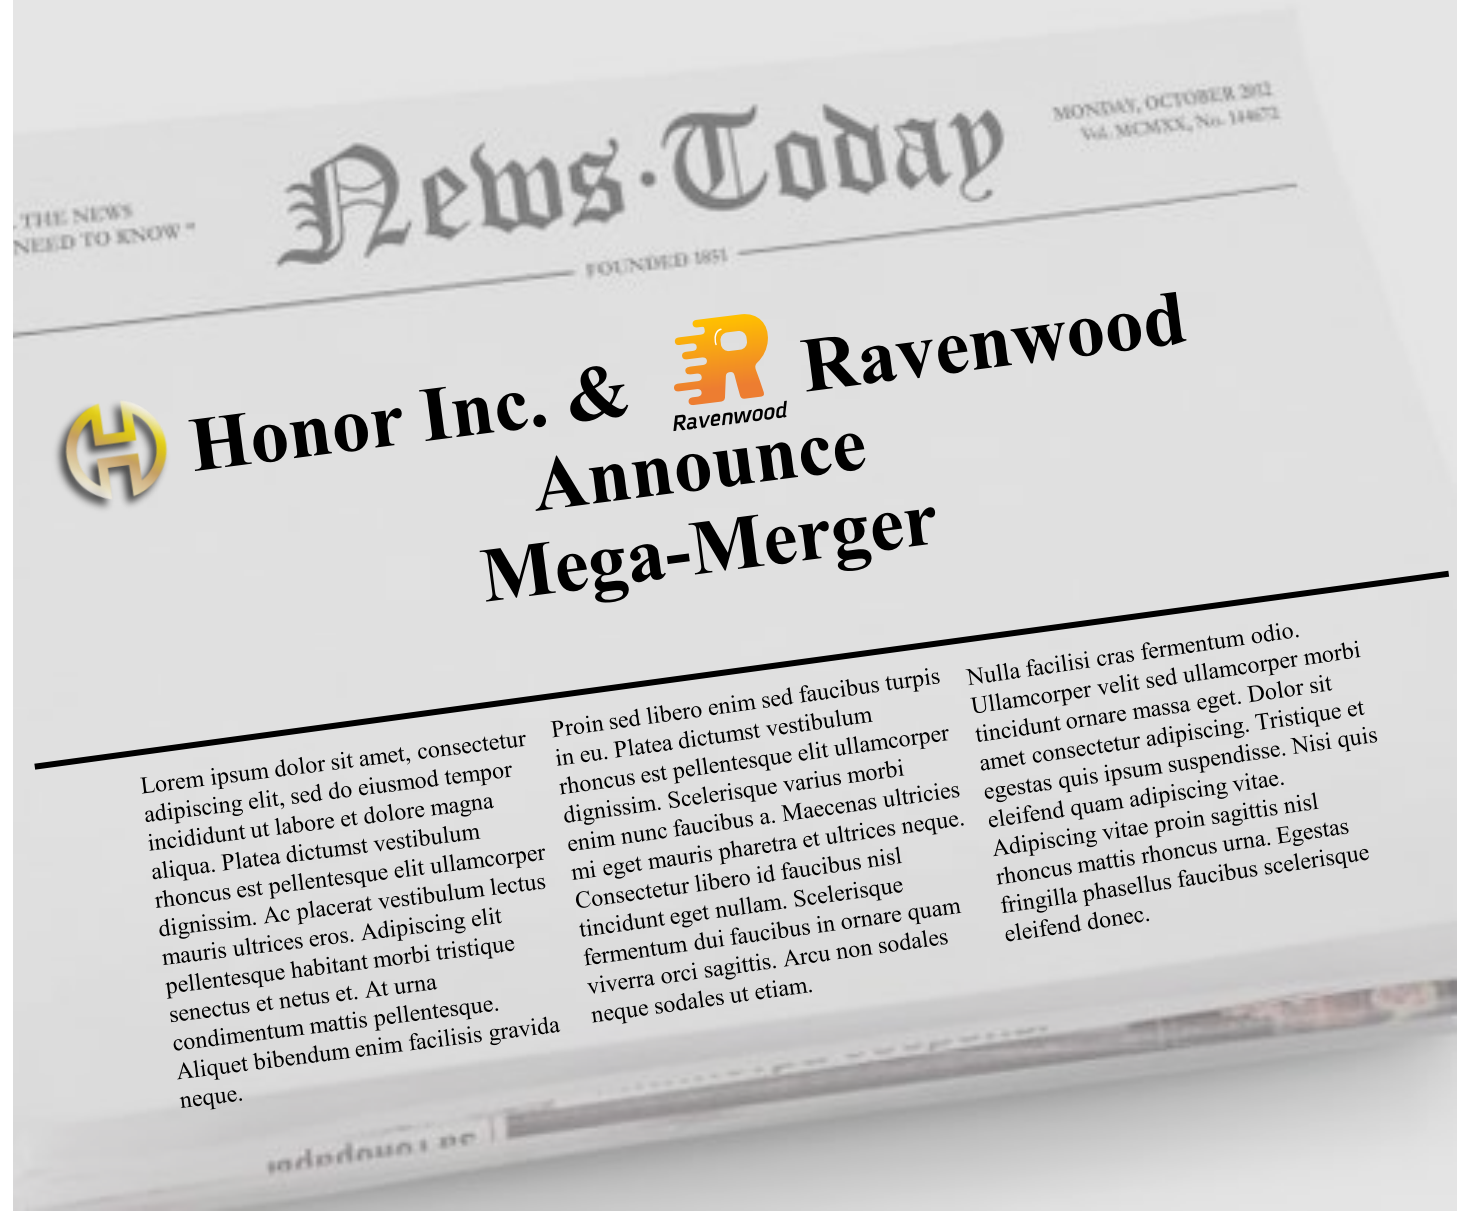 THE NEWS
NEED TO KNOW "
News·Today
MONDAY, OCTOBER 2012
Vol. MCMXX, No. 144672
FOUNDED 1851
Honor Inc. & Ravenwood Ravenwood
Announce
Mega-Merger
Lorem ipsum dolor sit amet, consectetur
adipiscing elit, sed do eiusmod tempor
incididunt ut labore et dolore magna
aliqua. Platea dictumst vestibulum
rhoncus est pellentesque elit ullamcorper
dignissim. Ac placerat vestibulum lectus
mauris ultrices eros. Adipiscing elit
pellentesque habitant morbi tristique
senectus et netus et. At urna
condimentum mattis pellentesque.
Aliquet bibendum enim facilisis gravida
neque.
Proin sed libero enim sed faucibus turpis
in eu. Platea dictumst vestibulum
rhoncus est pellentesque elit ullamcorper
dignissim. Scelerisque varius morbi
enim nunc faucibus a. Maecenas ultricies
mi eget mauris pharetra et ultrices neque.
Consectetur libero id faucibus nisl
tincidunt eget nullam. Scelerisque
fermentum dui faucibus in ornare quam
viverra orci sagittis. Arcu non sodales
neque sodales ut etiam.
Nulla facilisi cras fermentum odio.
Ullamcorper velit sed ullamcorper morbi
tincidunt ornare massa eget. Dolor sit
amet consectetur adipiscing. Tristique et
egestas quis ipsum suspendisse. Nisi quis
eleifend quam adipiscing vitae.
Adipiscing vitae proin sagittis nisl
rhoncus mattis rhoncus urna. Egestas
fringilla phasellus faucibus scelerisque
eleifend donec.